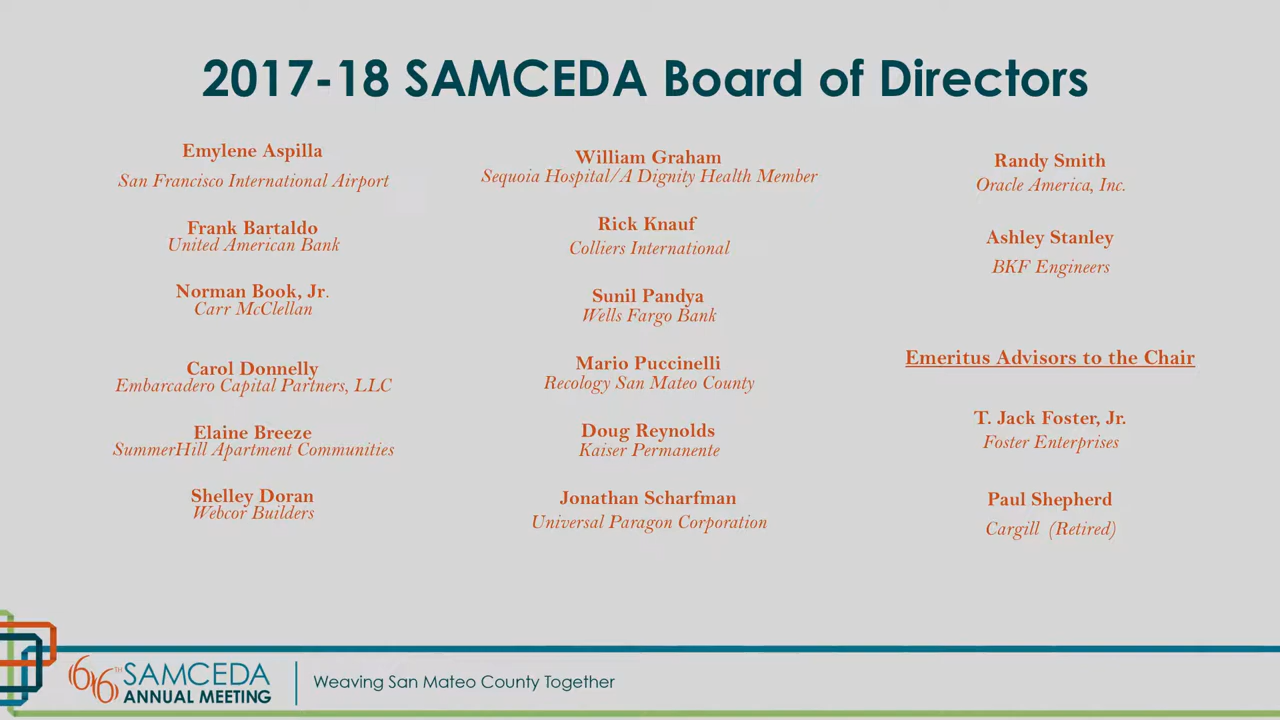 2017-18 SAMCEDA Board of Directors
Emylene Aspilla
San Francisco International Airport
Frank Bartaldo
United American Bank
Norman Book, Jr.
Carr McClellan
Carol Donnelly
Embarcadero Capital Partners, LLC
Elaine Breeze
SummerHill Apartment Communities
Shelley Doran
Webcor Builders
William Graham
Sequoia Hospital/A Dignity Health Member
Rick Knauf
Colliers International
Sunil Pandya
Wells Fargo Bank
Mario Puccinelli
Recology San Mateo County
Doug Reynolds
Kaiser Permanente
Jonathan Scharfman
Universal Paragon Corporation
Randy Smith
Oracle America, Inc.
Ashley Stanley
BKF Engineers
Emeritus Advisors to the Chair
T. Jack Foster, Jr.
Foster Enterprises
Paul Shepherd
Cargill (Retired)
66TH SAMCEDA
ANNUAL MEETING
Weaving San Mateo County Together